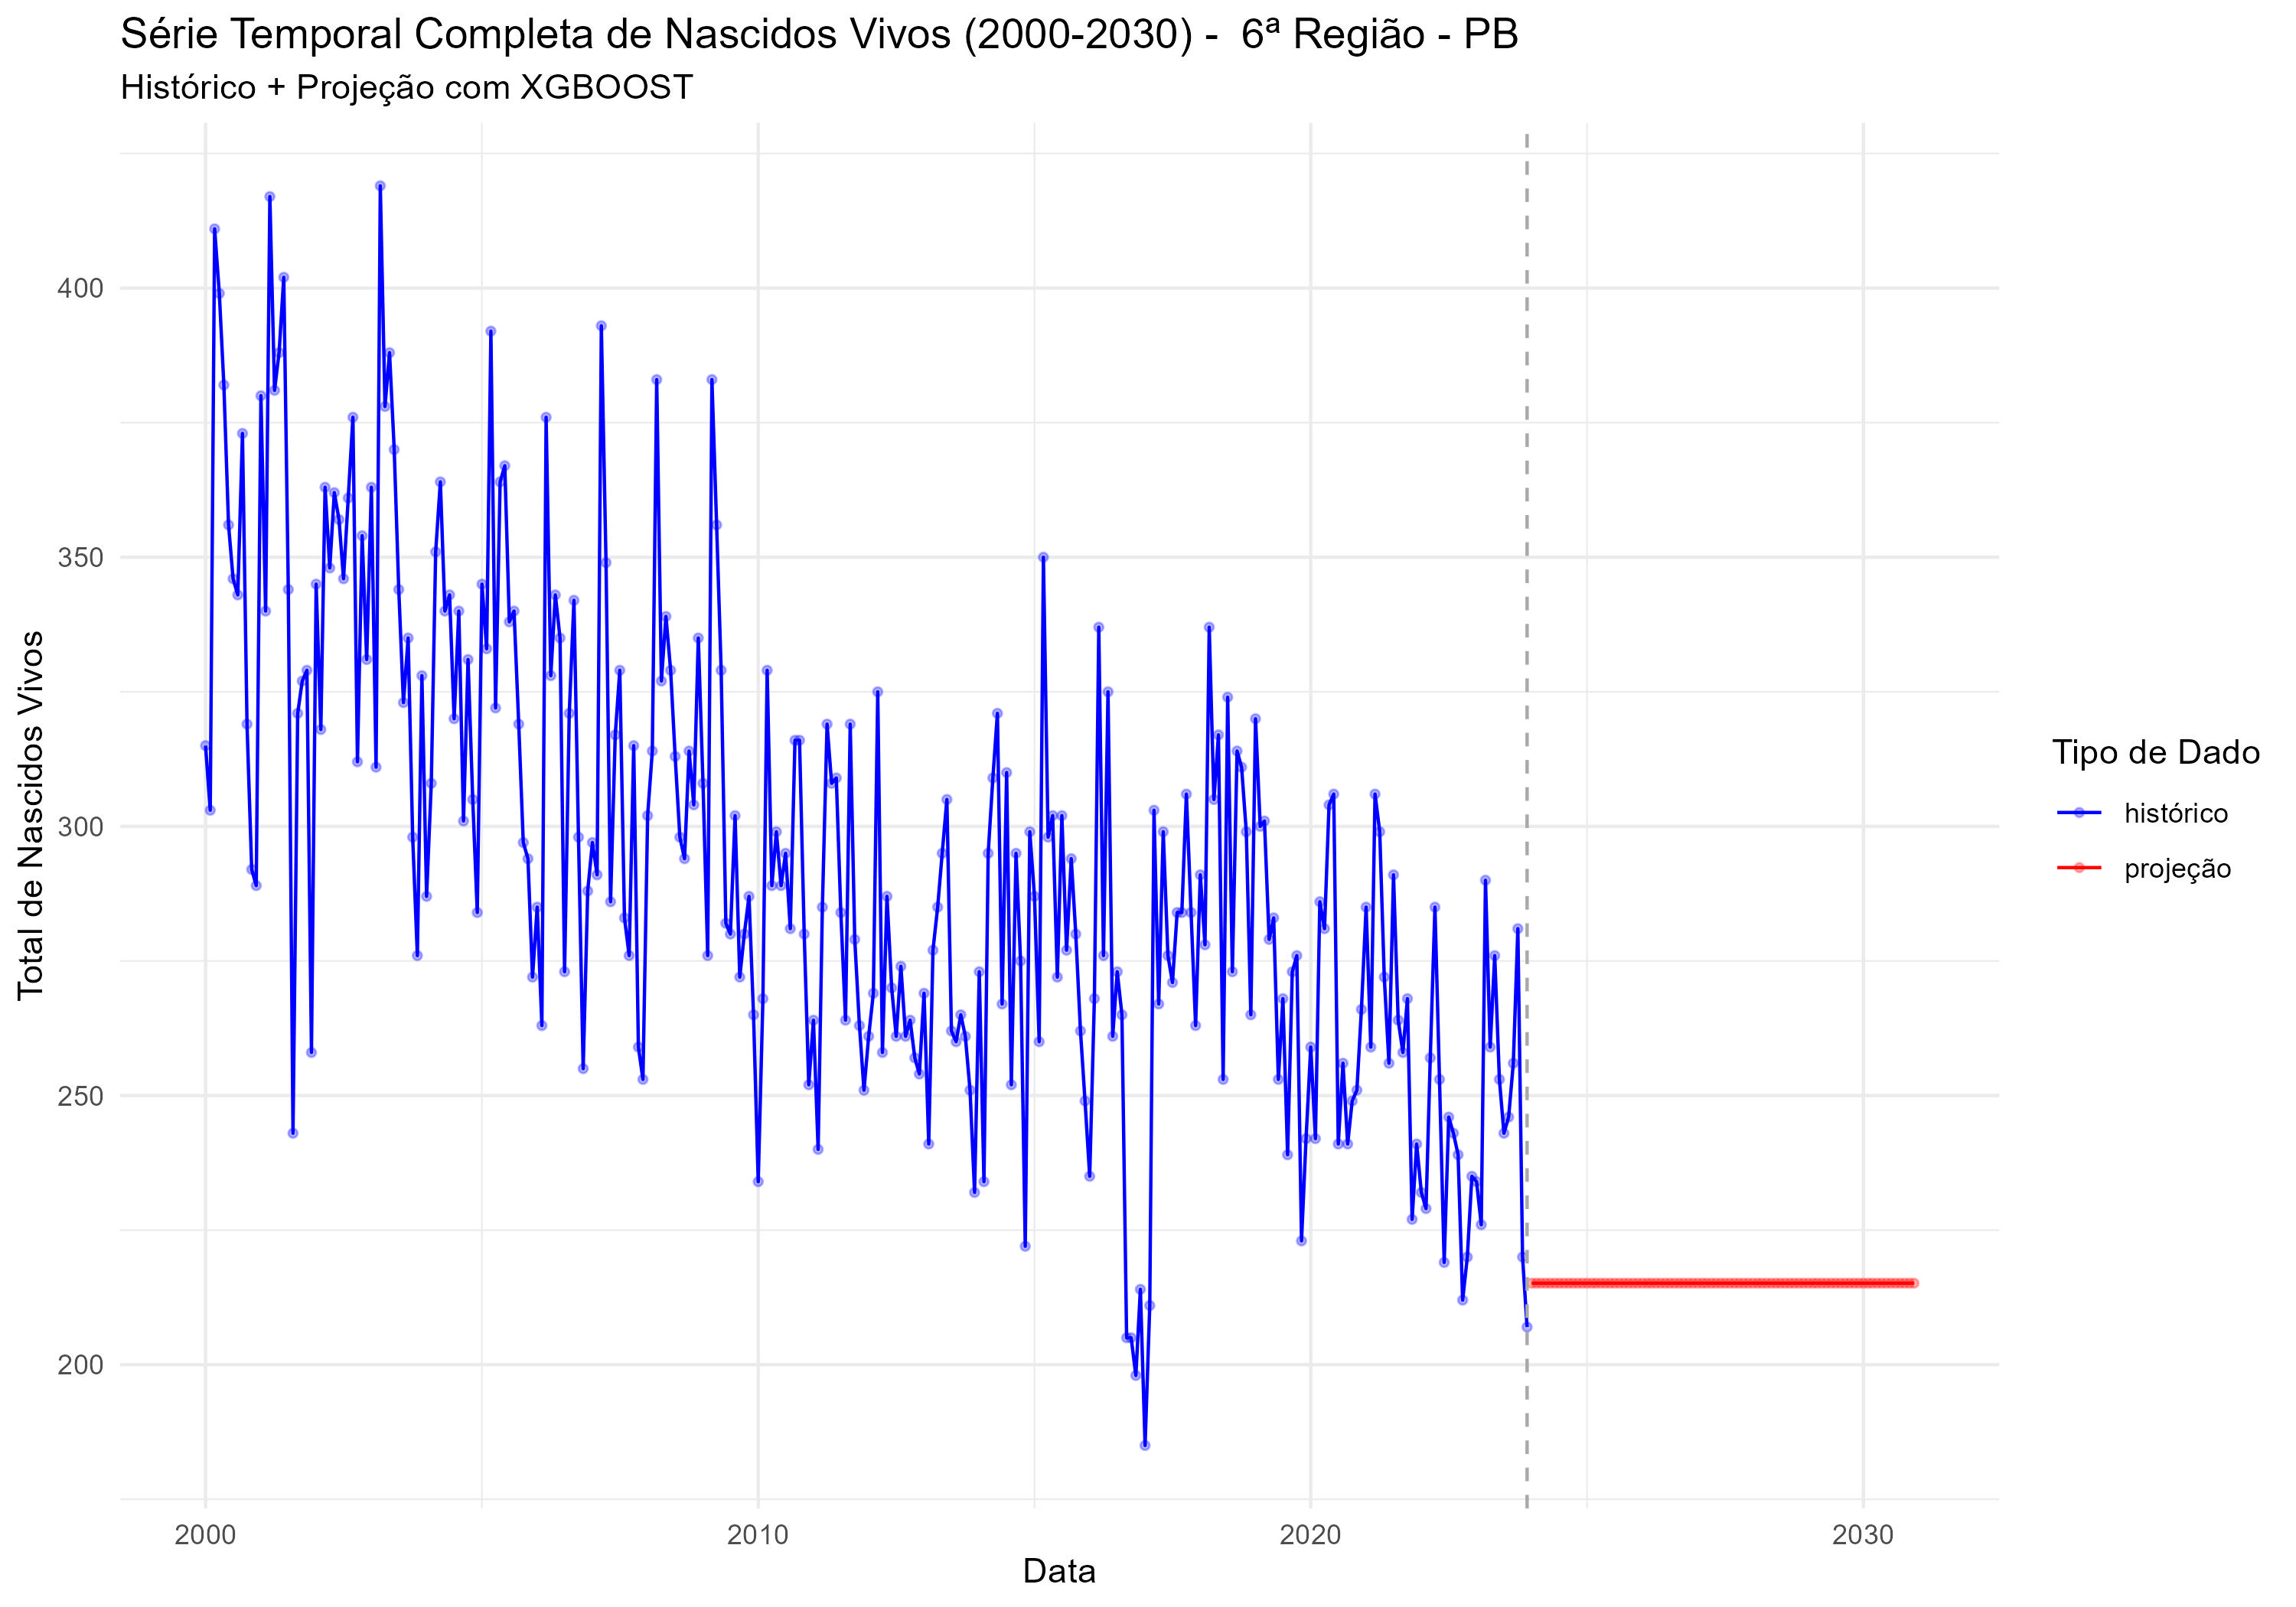 Série Temporal Completa de Nascidos Vivos (2000-2030) -  6ª Região - PB
Histórico + Projeção com XGBOOST
Total de Nascidos Vivos
400
350
300
250
200
2000
2010
2020
2030
Data
Tipo de Dado
histórico
projeção